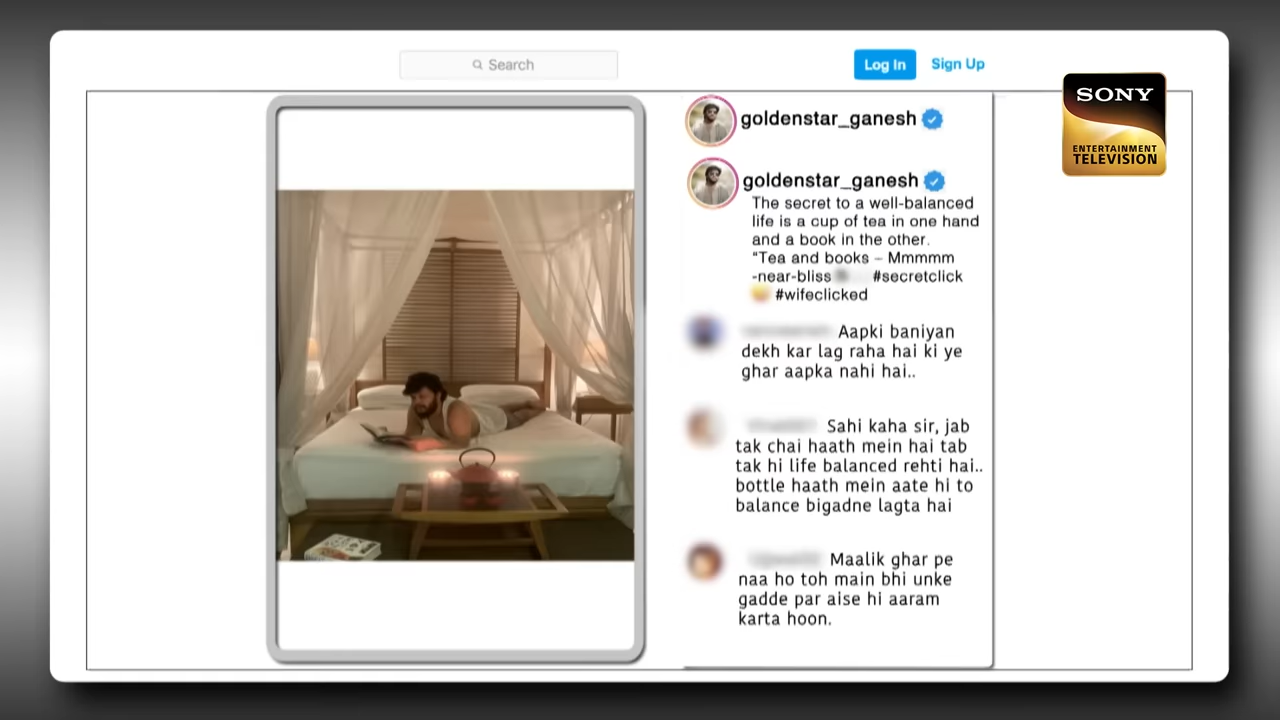 Search
Log In
Sign Up
SONY
ENTERTAINMENT
TELEVISION
goldenstar_ganesh
goldenstar_ganesh
The secret to a well-balanced
life is a cup of tea in one hand
and a book in the other.
“Tea and books – Mmmmm
-near-bliss #secretclick
#wifeclicked
Aapki baniyan
dekh kar lag raha hai ki ye
ghar aapka nahi hai..
Sahi kaha sir, jab
tak chai haath mein hai tab
tak hi life balanced rehti hai..
bottle haath mein aate hi to
balance bigadne lagta hai
Maalik ghar pe
naa ho toh main bhi unke
gadde par aise hi aaram
karta hoon.